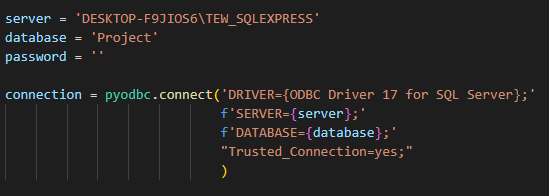 server = 'DESKTOP-F9JIOS6\TEW_SQLEXPRESS'
database = 'Project'
password = ''
connection = pyodbc.connect('DRIVER={ODBC Driver 17 for SQL Server};'
f'SERVER={server};'
f'DATABASE={database};'
"Trusted_Connection=yes;"
)